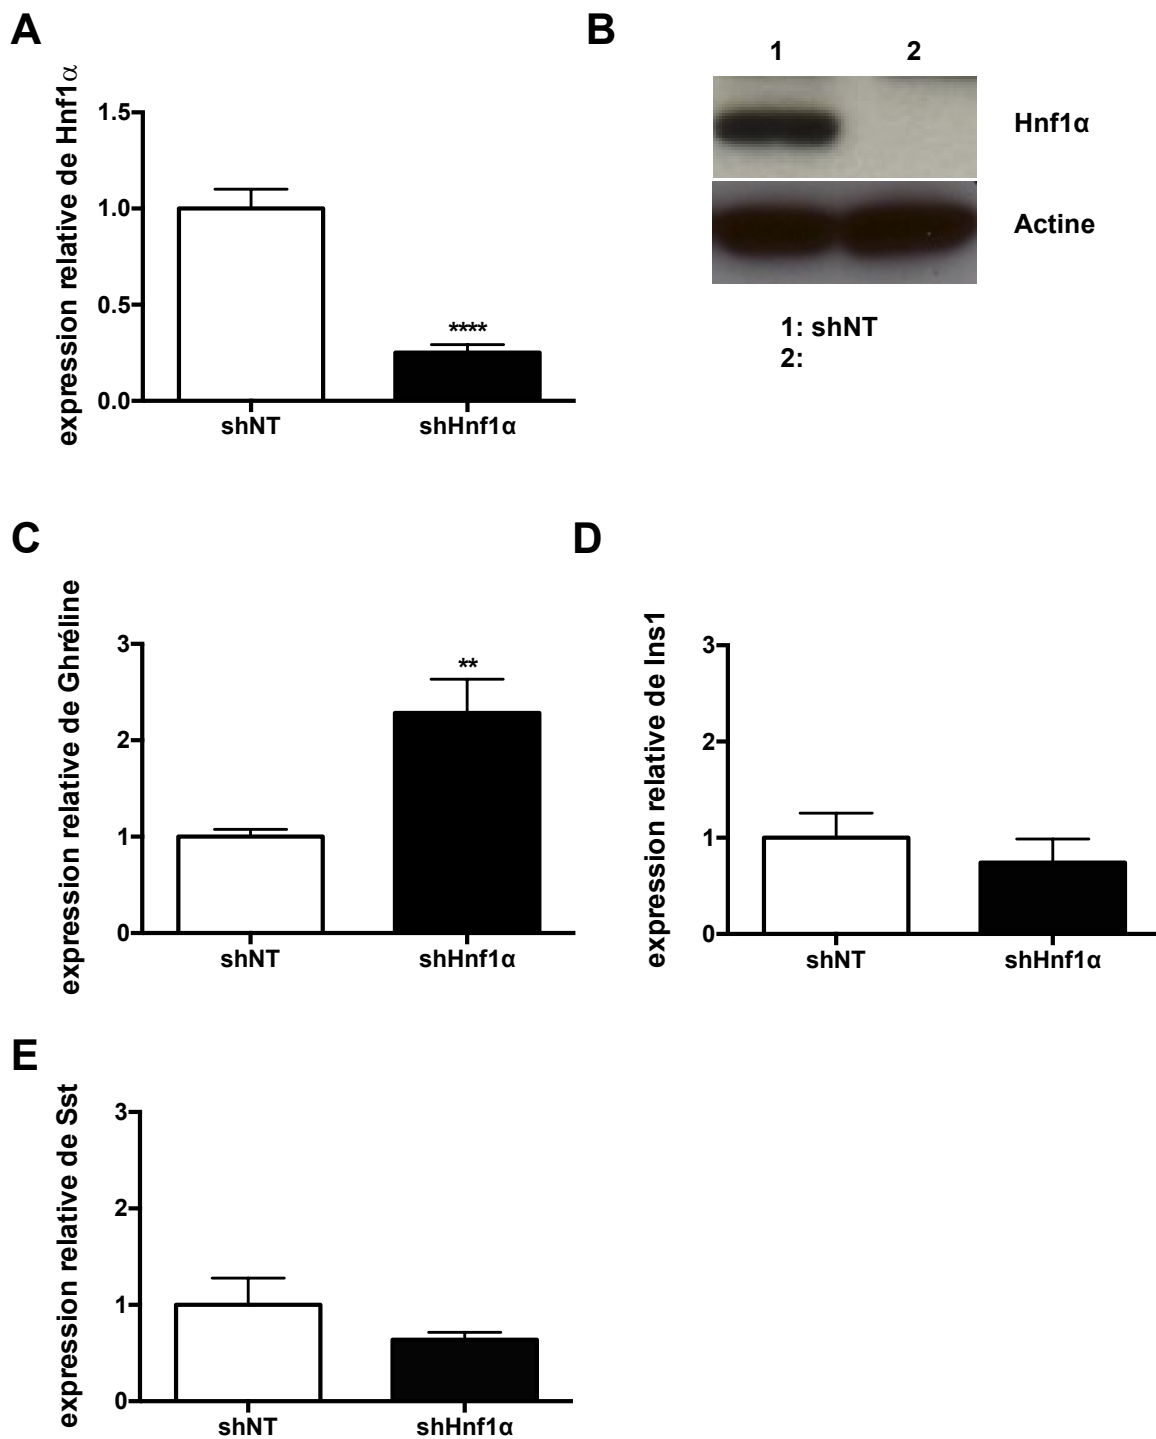 A
expression relative de Hnf1α
1.5
1.0
0.5
0.0
****
shNT
shHnf1α
B
1
2
Hnf1α
Actine
1: shNT
2:
C
expression relative de Ghréline
3
2
1
0
**
shNT
shHnf1α
D
expression relative de Ins1
3
2
1
0
shNT
shHnf1α
E
expression relative de Sst
3
2
1
0
shNT
shHnf1α